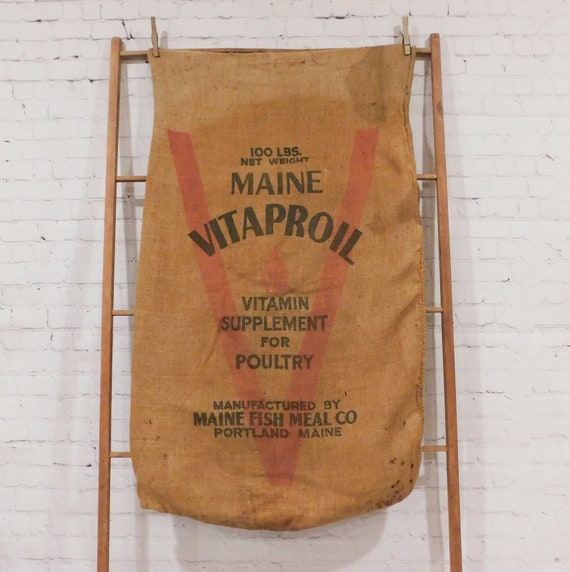 100 LBS.
NET WEIGHT
MAINE
VITAPROIL
VITAMIN
SUPPLEMENT
FOR
POULTRY
MANUFACTURED BY
MAINE FISH MEAL CO
PORTLAND MAINE